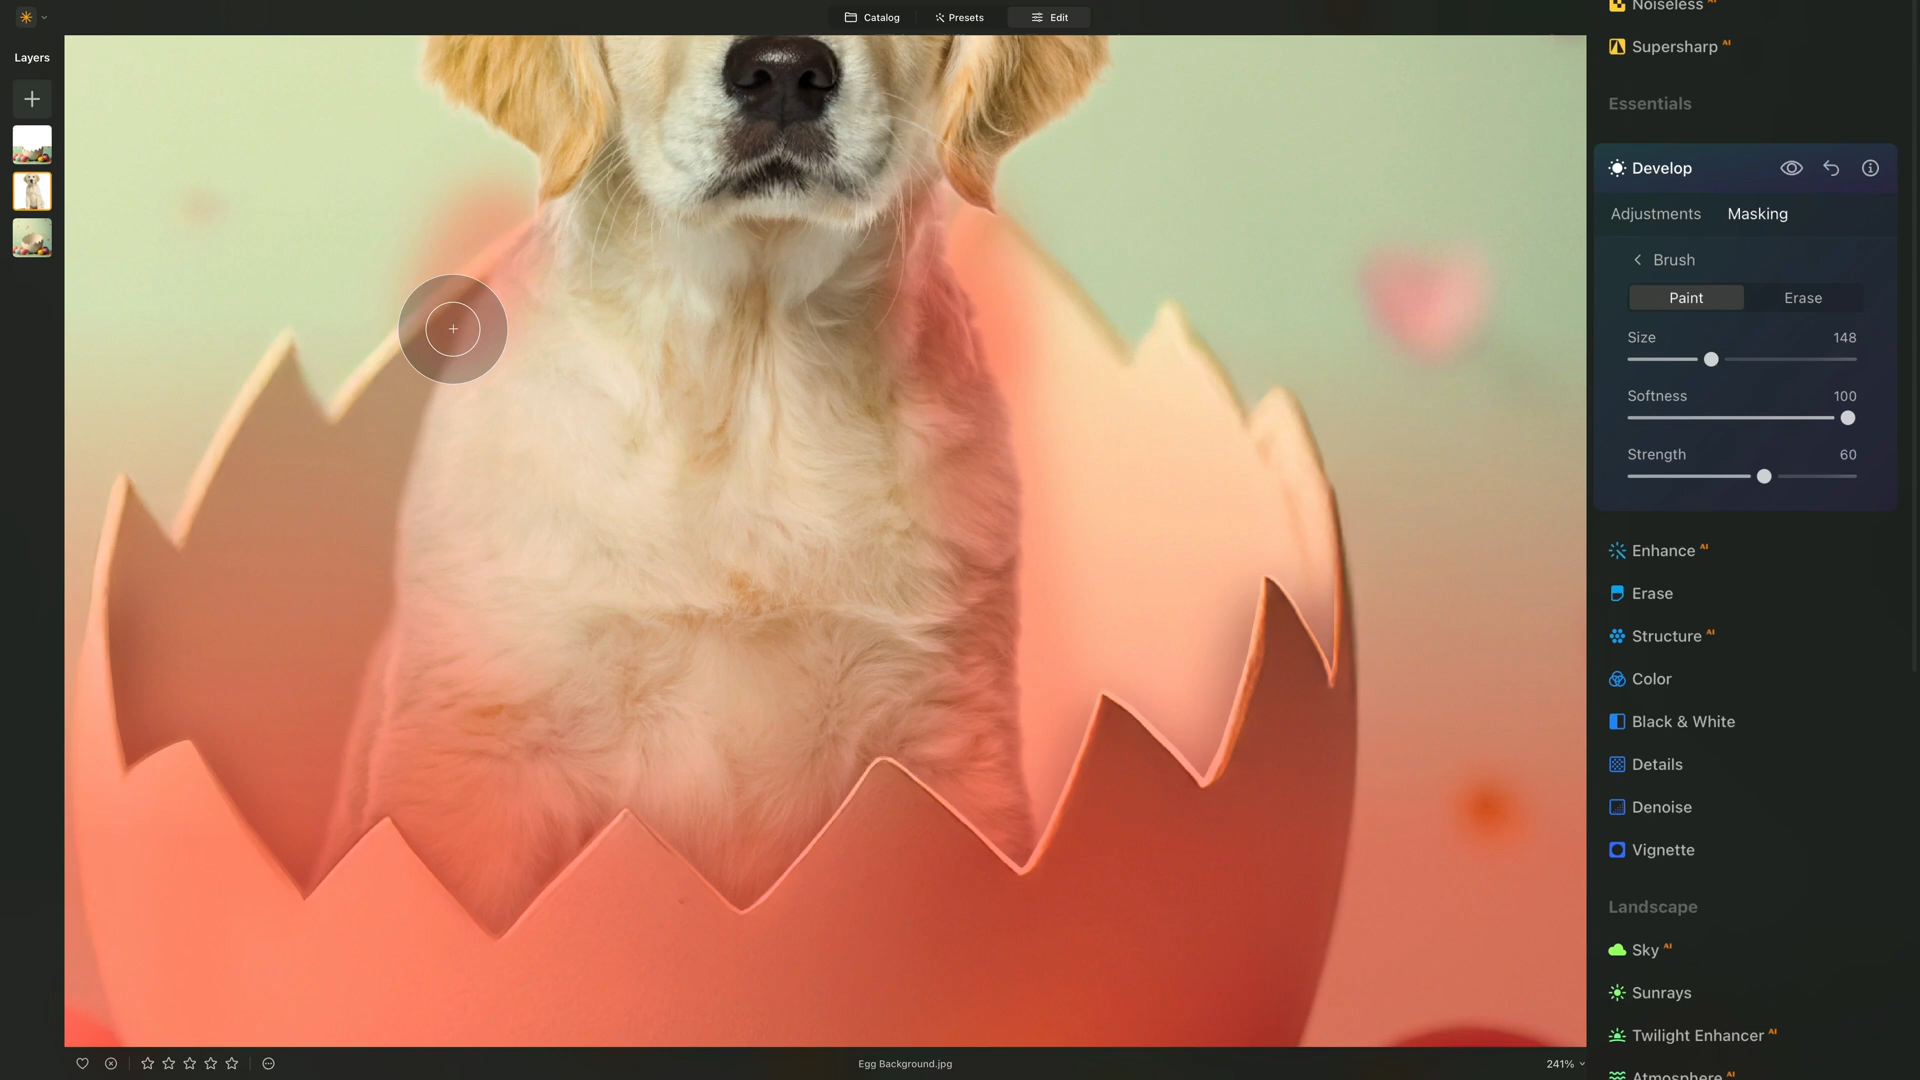 Catalog
Presets
Edit
Layers
Noiseless AI
Supersharp AI
Essentials
Develop
Adjustments
Masking
Brush
Paint
Erase
Size
148
Softness
100
Strength
60
Enhance AI
Erase
Structure AI
Color
Black & White
Details
Denoise
Vignette
Landscape
Sky AI
Sunrays
Twilight Enhancer AI
Atmosphere AI
Egg Background.jpg
241%